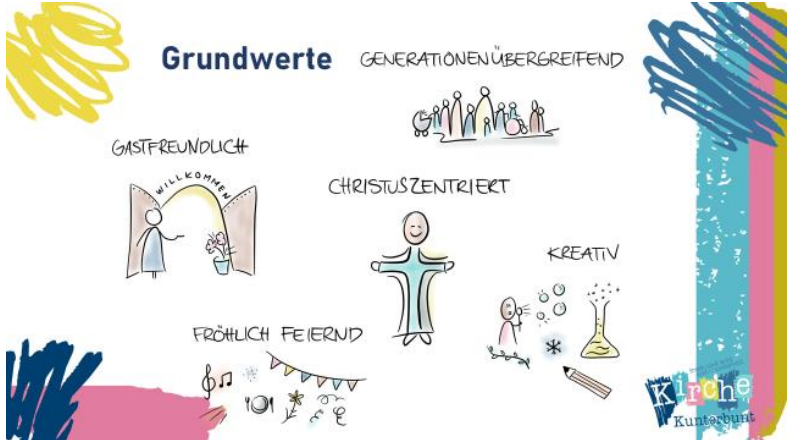 Grundwerte
GENERATIONENÜBERGREIFEND
GASTFREUNDLICH
WILLKOMMEN
CHRISTUSZENTRIERT
KREATIV
FRÖHLICH FEIERND
Kirche
Kunterbunt